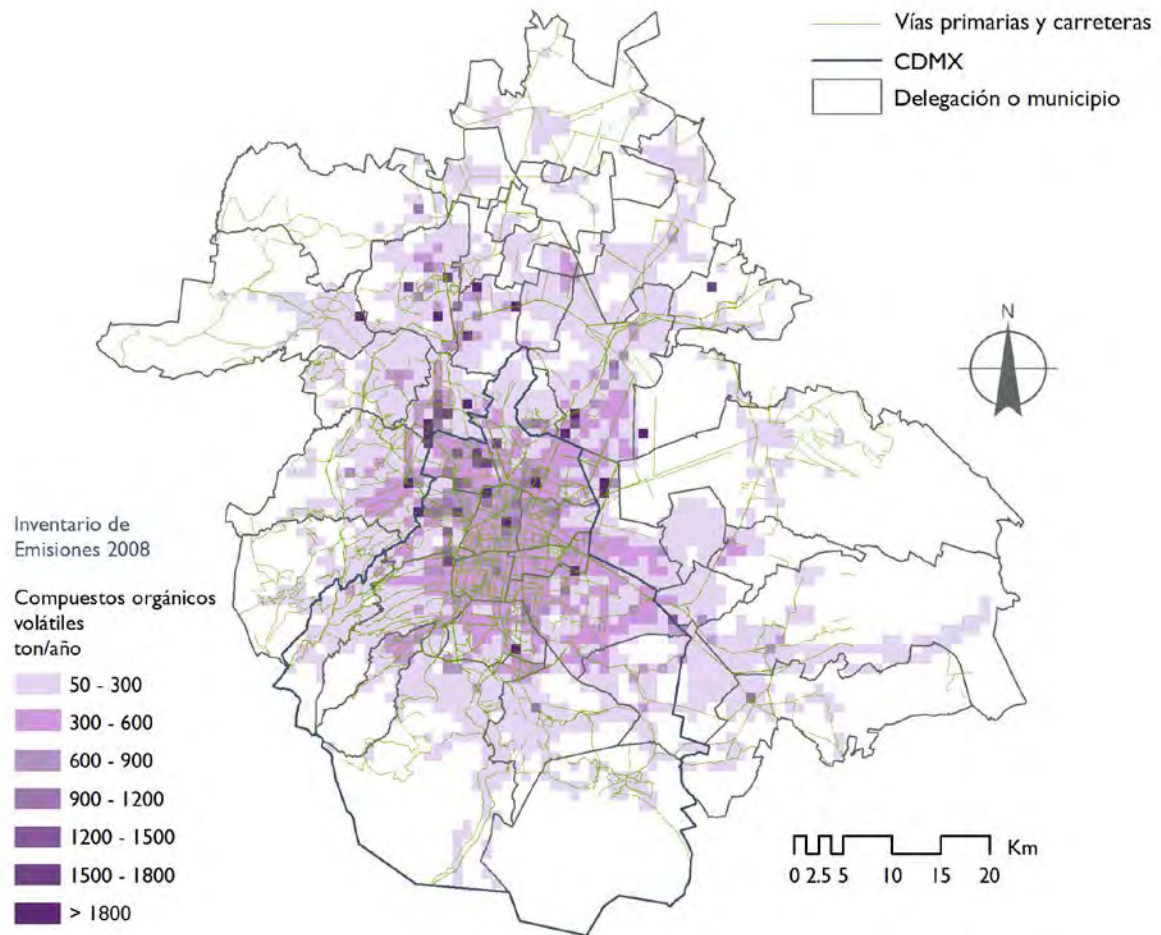 Vías primarias y carreteras
CDMX
Delegación o municipio
N
Inventario de
Emisiones 2008
Compuestos orgánicos
volátiles
ton/año
50 - 300
300 - 600
600 - 900
900 - 1200
1200 - 1500
1500 - 1800
> 1800
Km
0 2.5 5 10 15 20